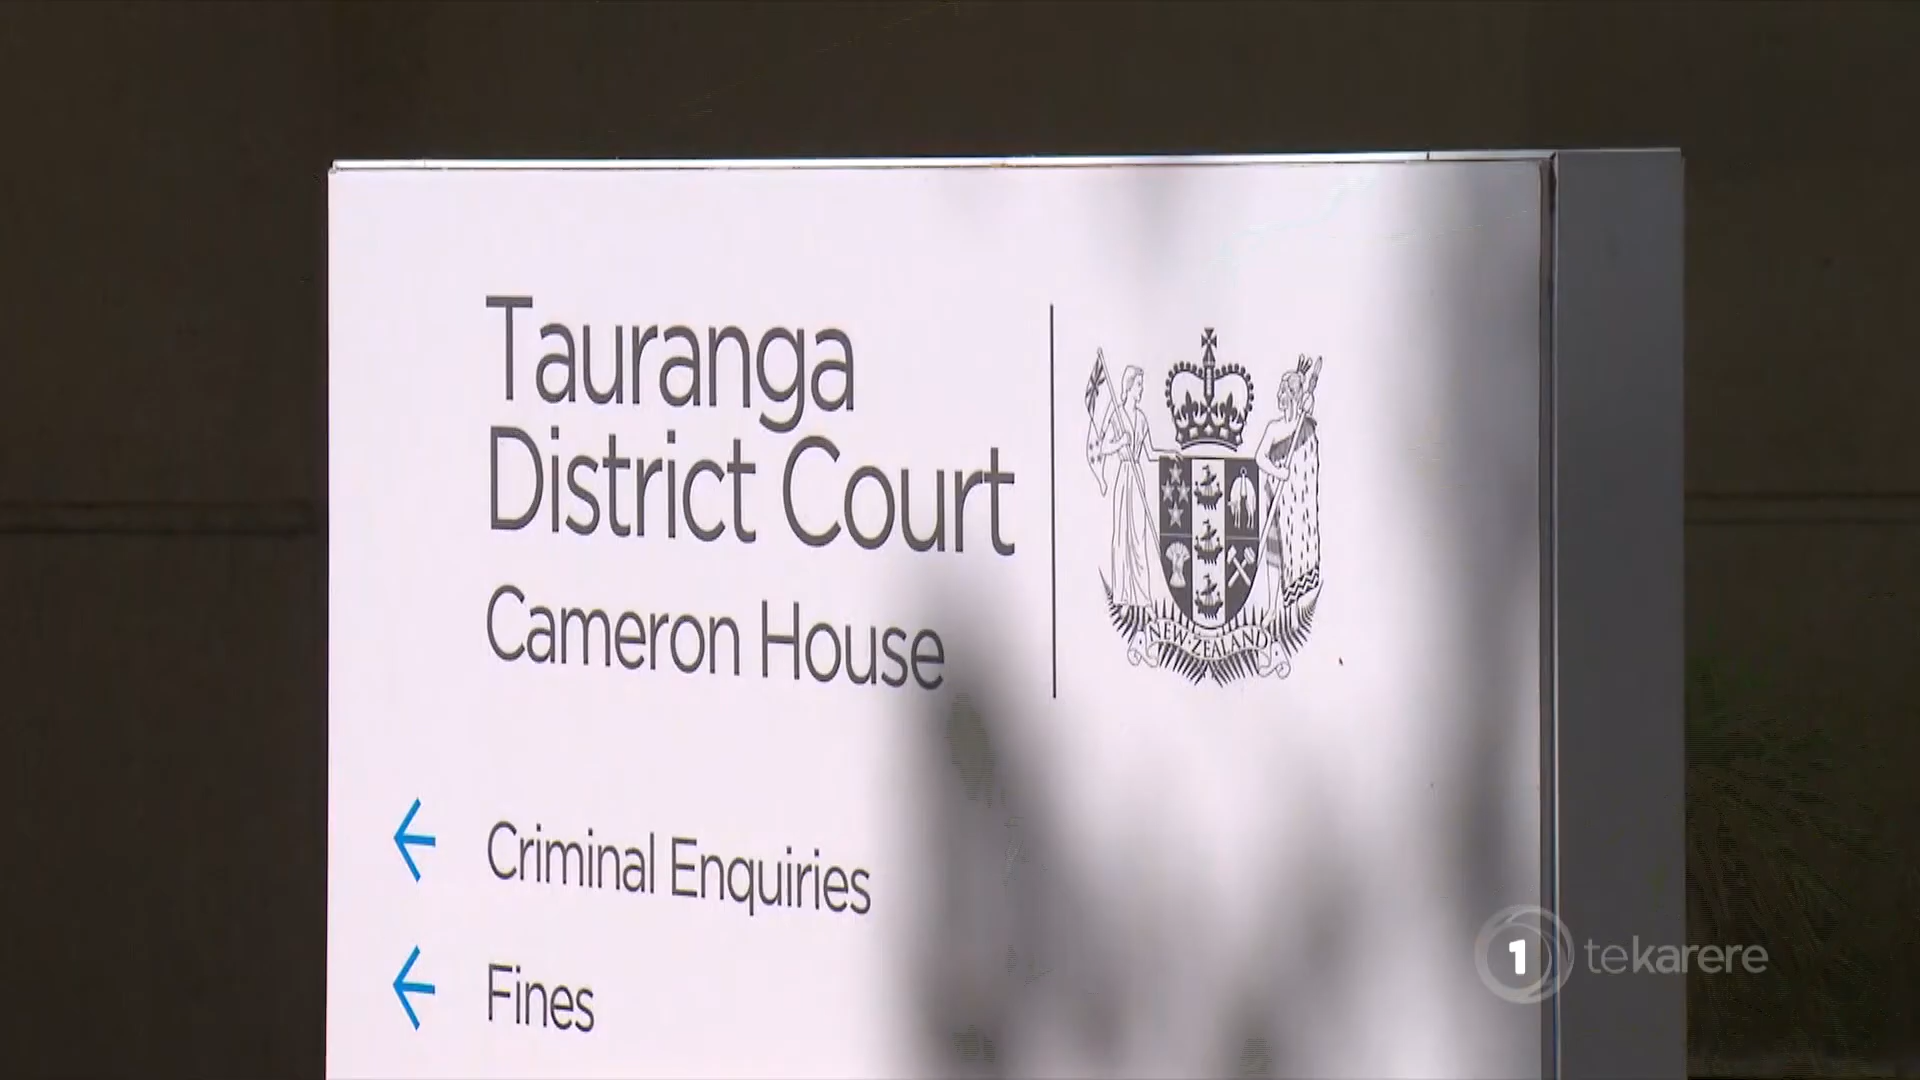 Tauranga
District Court
Cameron House
NEW·ZEALAND
Criminal Enquiries
Fines
1 tekarere